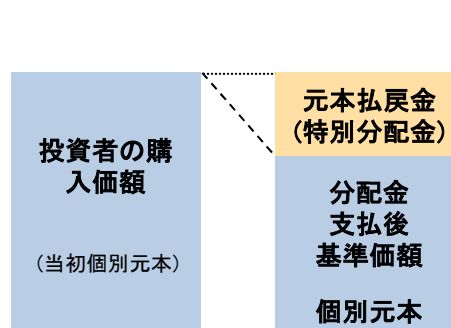 投資者の購
入価額
（当初個別元本）
元本払戻金
（特別分配金）
分配金
支払後
基準価額
個別元本